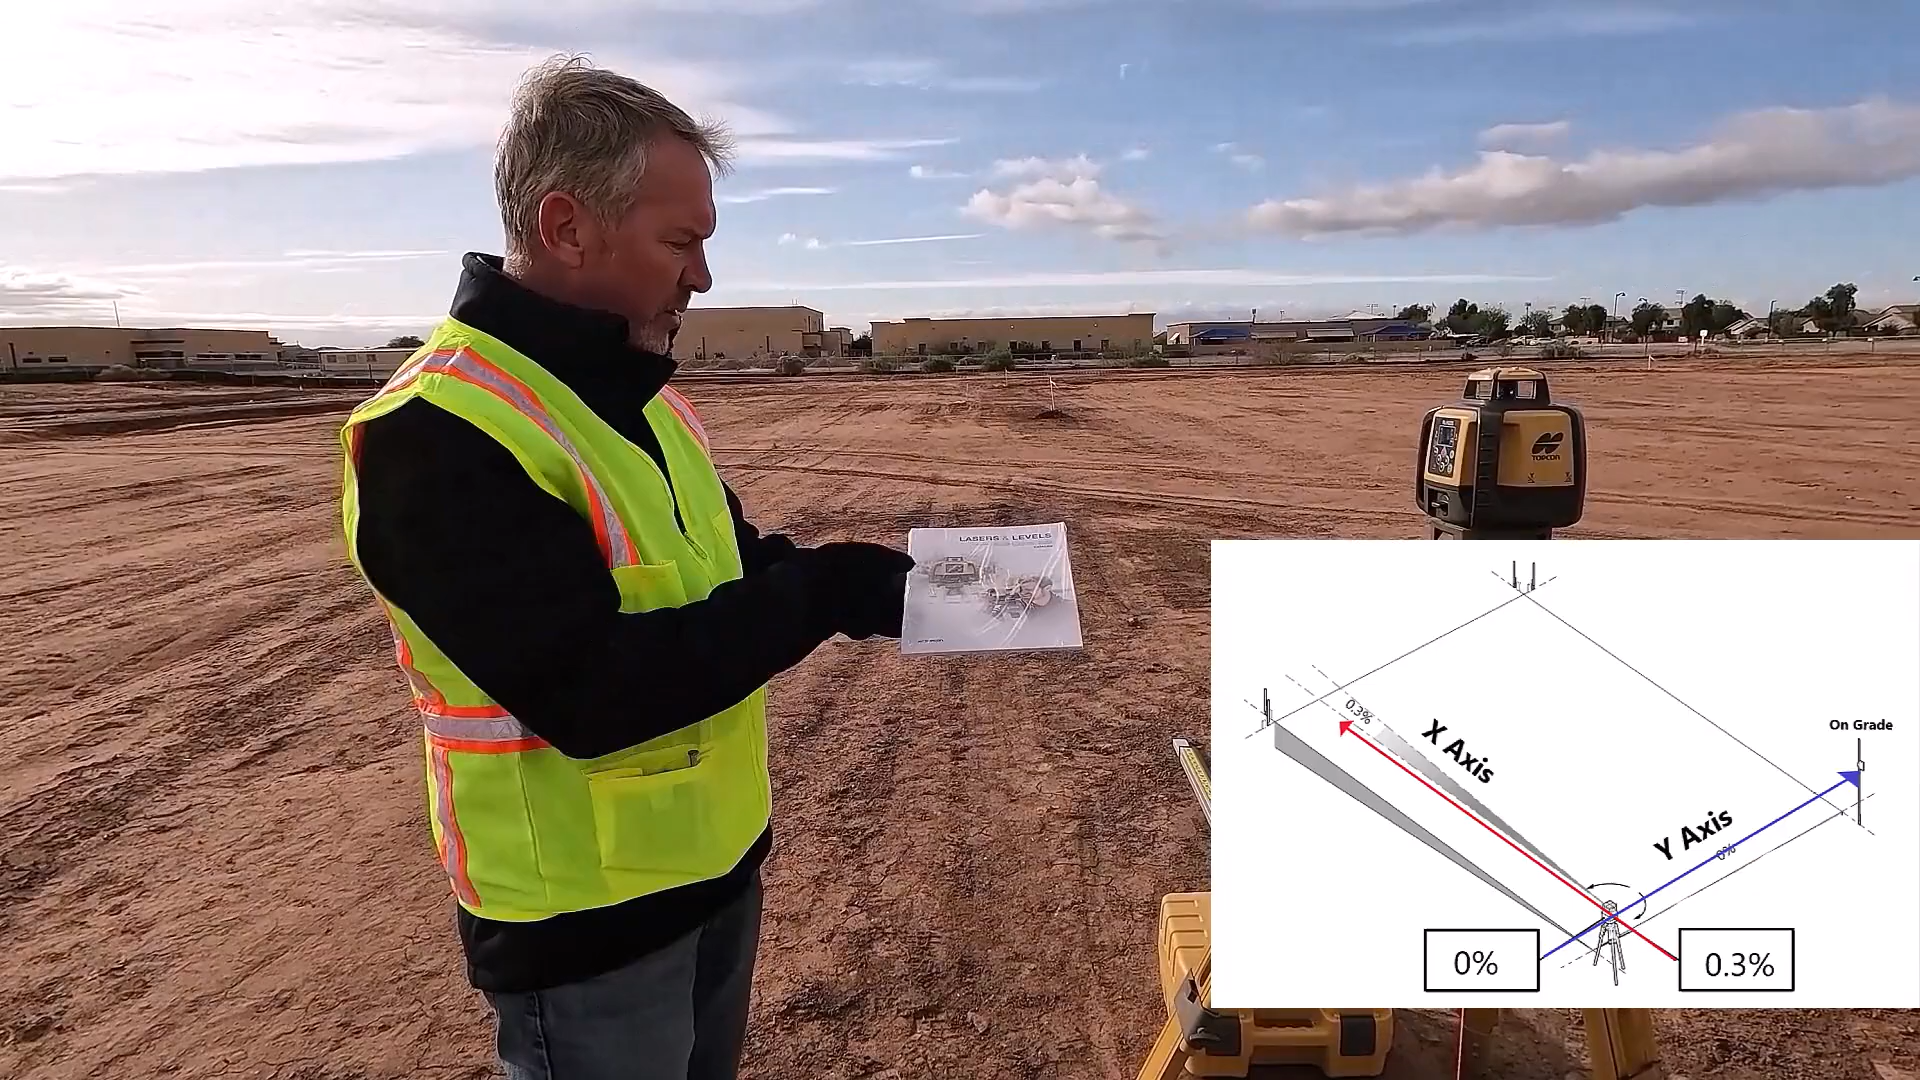 LASERS & LEVELS
TOPCON
On Grade
0.3%
X Axis
Y Axis
0%
0%
0.3%